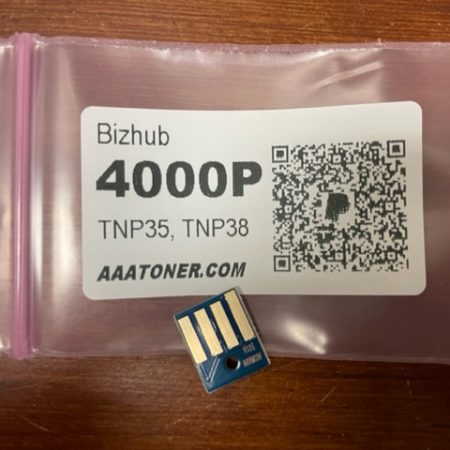 Bizhub
4000P
TNP35, TNP38
AAATONER.COM